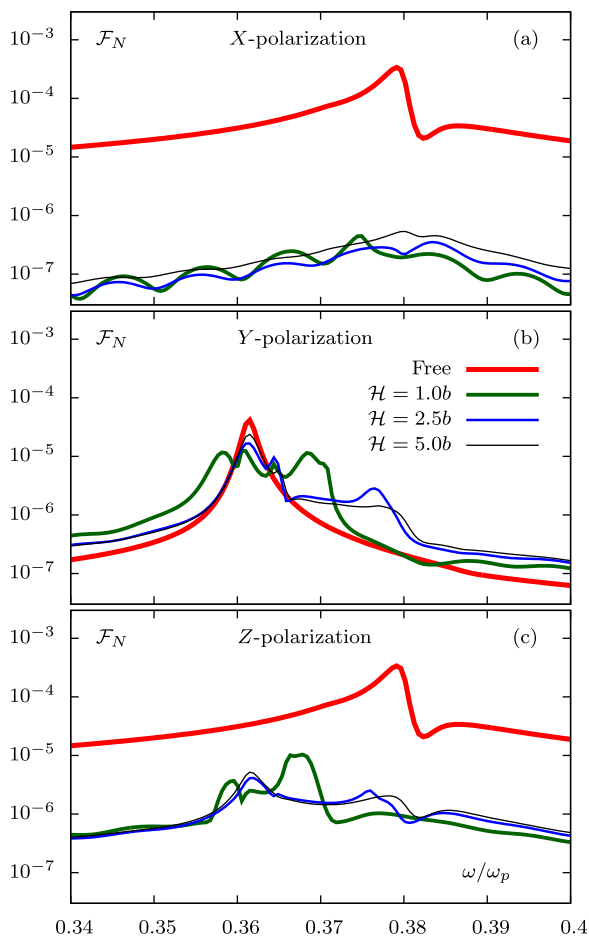 𝓕_N X-polarization (a)
10⁻³
10⁻⁴
10⁻⁵
10⁻⁶
10⁻⁷
𝓕_N Y-polarization (b)
10⁻³
Free
10⁻⁴
𝓗 = 1.0b
𝓗 = 2.5b
𝓗 = 5.0b
10⁻⁵
10⁻⁶
10⁻⁷
𝓕_N Z-polarization (c)
10⁻³
10⁻⁴
10⁻⁵
10⁻⁶
10⁻⁷
ω/ω_p
0.34 0.35 0.36 0.37 0.38 0.39 0.4